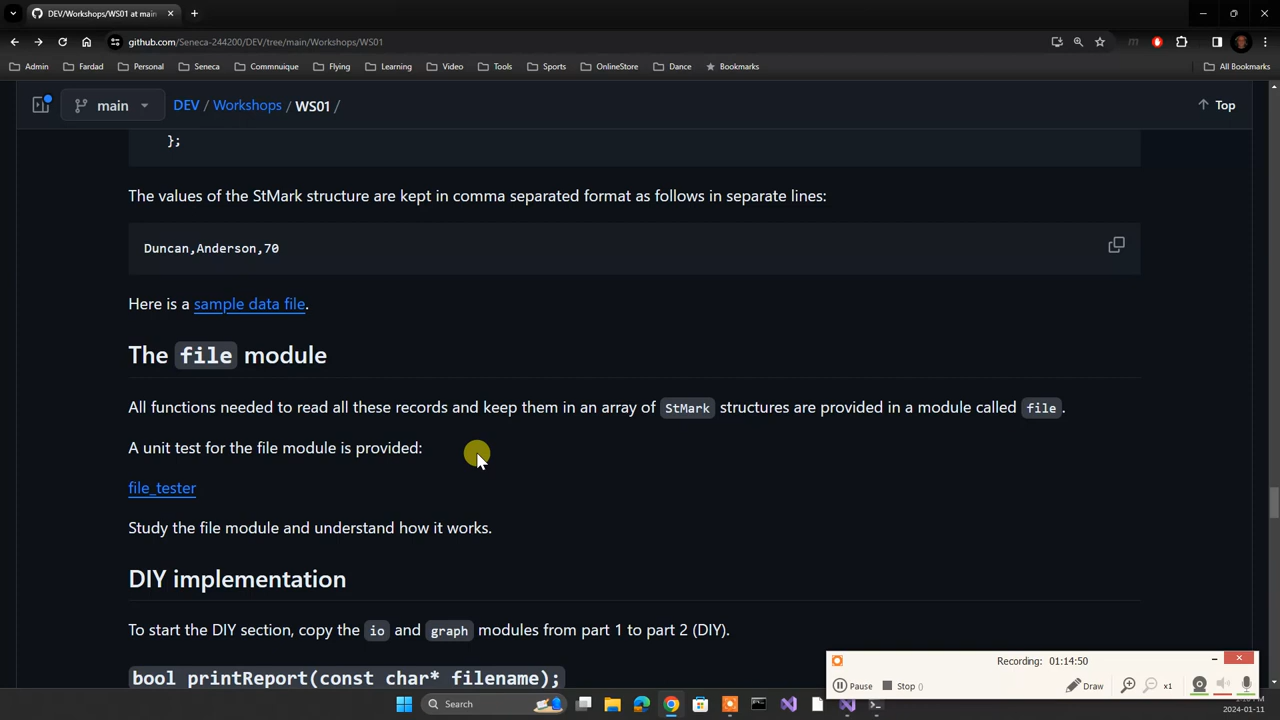 DEV/Workshops/WS01 at main
github.com/Seneca-244200/DEV/tree/main/Workshops/WS01
Admin Fardad Personal Seneca Commnuique Flying Learning Video Tools Sports OnlineStore Dance Bookmarks All Bookmarks
main DEV / Workshops / WS01 / Top
};
The values of the StMark structure are kept in comma separated format as follows in separate lines:
Duncan,Anderson,70
Here is a sample data file.
The file module
All functions needed to read all these records and keep them in an array of StMark structures are provided in a module called file.
A unit test for the file module is provided:
file_tester
Study the file module and understand how it works.
DIY implementation
To start the DIY section, copy the io and graph modules from part 1 to part 2 (DIY).
bool printReport(const char* filename);
Recording: 01:14:50
Pause Stop () Draw x1
Search
2024-01-11